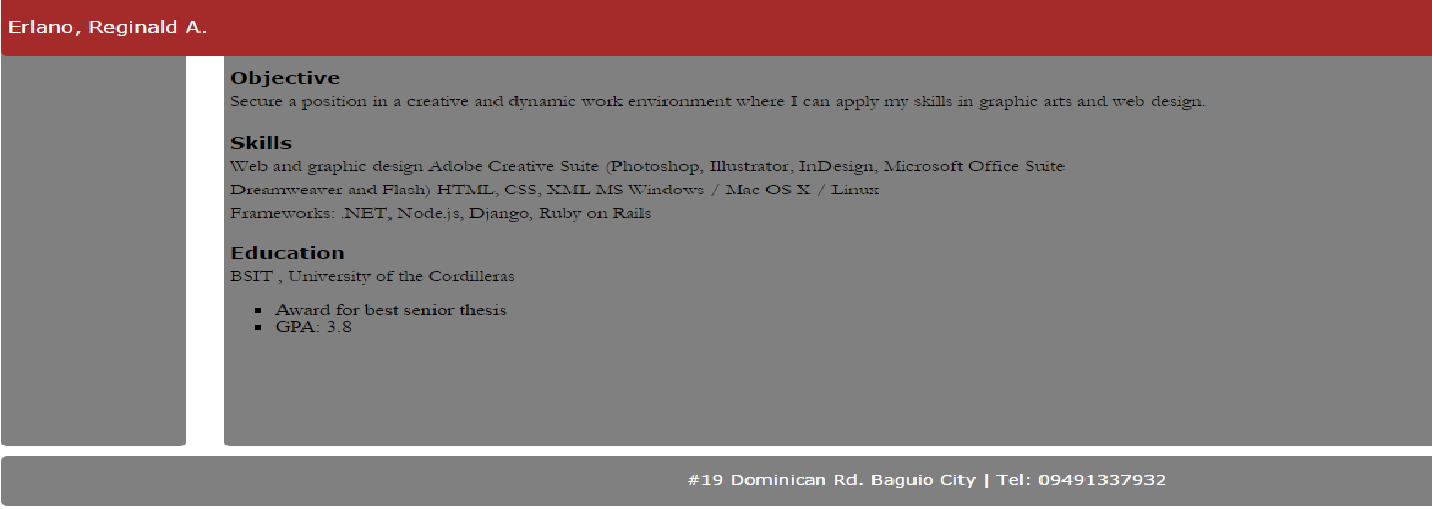 Erlano, Reginald A.
Objective
Secure a position in a creative and dynamic work environment where I can apply my skills in graphic arts and web design.
Skills
Web and graphic design Adobe Creative Suite (Photoshop, Illustrator, InDesign, Microsoft Office Suite
Dreamweaver and Flash) HTML, CSS, XML MS Windows / Mac OS X / Linux
Frameworks: .NET, Node.js, Django, Ruby on Rails
Education
BSIT , University of the Cordilleras
Award for best senior thesis
GPA: 3.8
#19 Dominican Rd. Baguio City | Tel: 09491337932